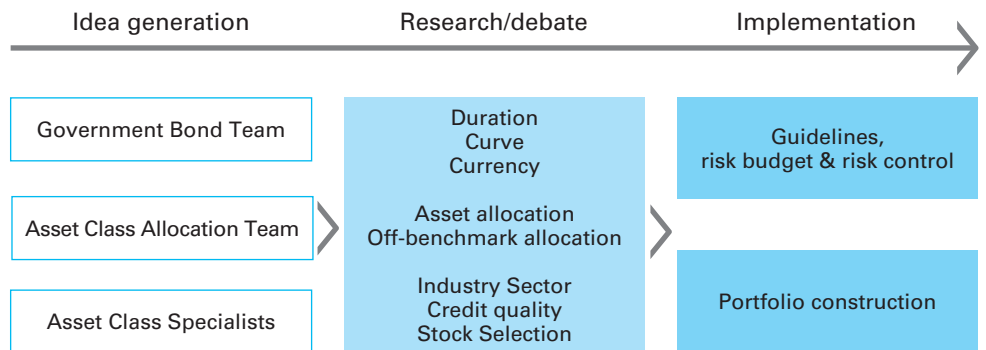 Idea generation
Research/debate
Implementation
Government Bond Team
Asset Class Allocation Team
Asset Class Specialists
Duration
Curve
Currency
Asset allocation
Off-benchmark allocation
Industry Sector
Credit quality
Stock Selection
Guidelines,
risk budget & risk control
Portfolio construction